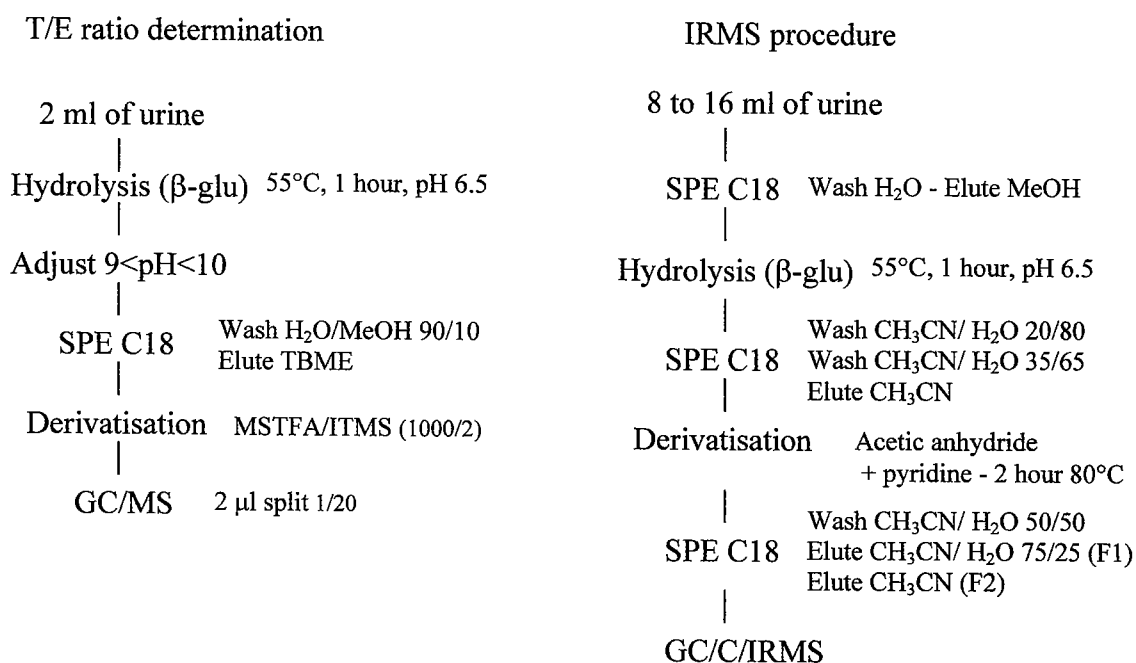 T/E ratio determination
2 ml of urine
Hydrolysis (β-glu) 55°C, 1 hour, pH 6.5
Adjust 9<pH<10
SPE C18
Wash H₂O/MeOH 90/10
Elute TBME
Derivatisation MSTFA/ITMS (1000/2)
GC/MS 2 μl split 1/20
IRMS procedure
8 to 16 ml of urine
SPE C18 Wash H₂O - Elute MeOH
Hydrolysis (β-glu) 55°C, 1 hour, pH 6.5
SPE C18
Wash CH₃CN/ H₂O 20/80
Wash CH₃CN/ H₂O 35/65
Elute CH₃CN
Derivatisation Acetic anhydride
+ pyridine - 2 hour 80°C
SPE C18
Wash CH₃CN/ H₂O 50/50
Elute CH₃CN/ H₂O 75/25 (F1)
Elute CH₃CN (F2)
GC/C/IRMS